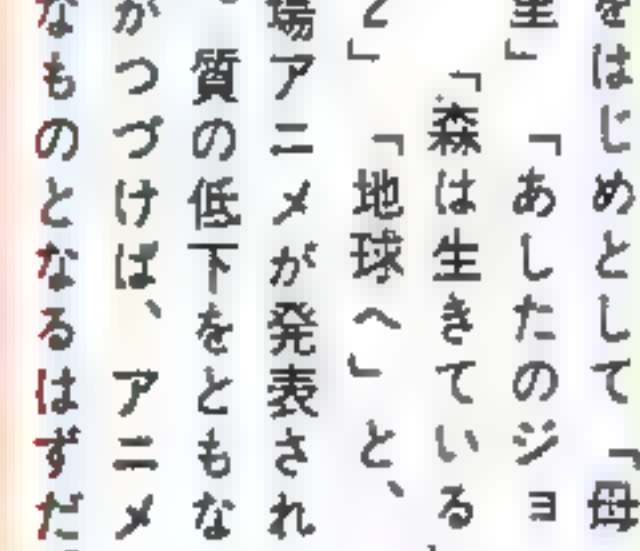 をはじめとして「母
」「あしたのジョ
「森は生きている
」「地球へ」と、
場アニメが発表され
質の低下をともな
がつづけば、アニメ
なものとなるはずだ